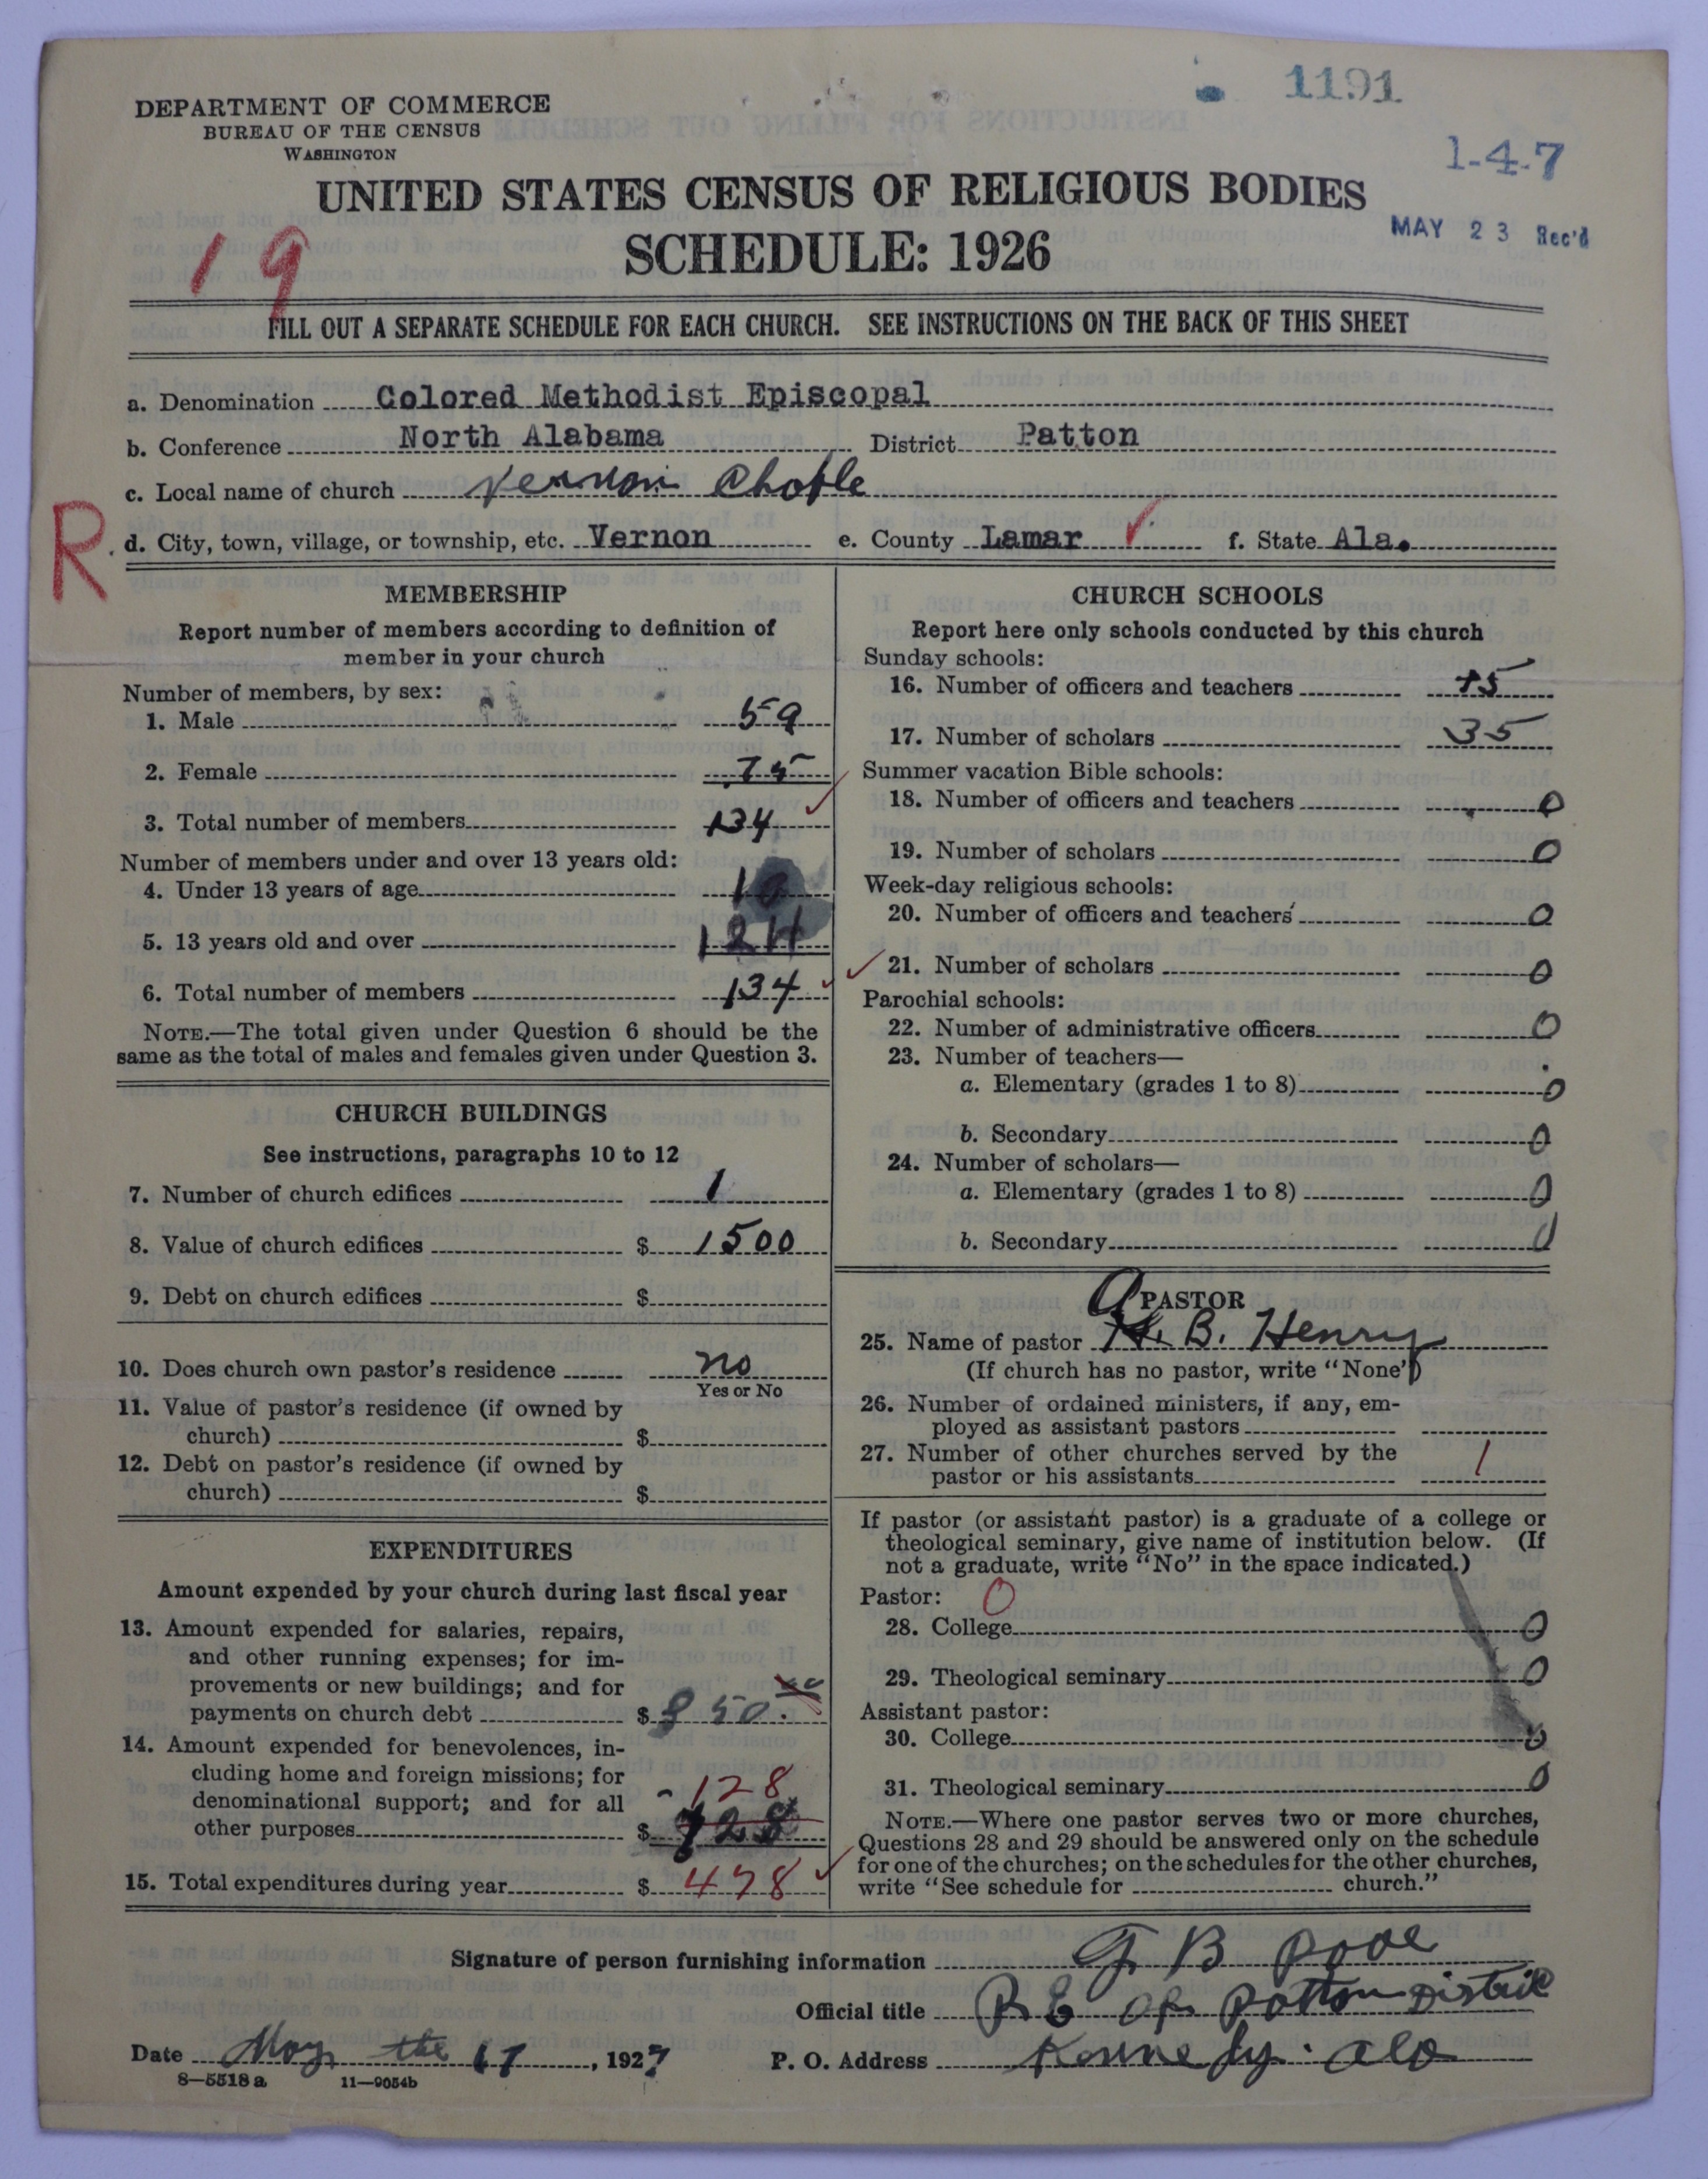 1191
DEPARTMENT OF COMMERCE
BUREAU OF THE CENSUS
WASHINGTON
1-4-7
UNITED STATES CENSUS OF RELIGIOUS BODIES
SCHEDULE: 1926
MAY 23 Rec'd
19
FILL OUT A SEPARATE SCHEDULE FOR EACH CHURCH. SEE INSTRUCTIONS ON THE BACK OF THIS SHEET
a. Denomination Colored Methodist Episcopal
b. Conference North Alabama District Patton
c. Local name of church Vernon
R
d. City, town, village, or township, etc. Vernon e. County Lamar ✓ f. State Ala.
MEMBERSHIP
Report number of members according to definition of
member in your church
Number of members, by sex:
1. Male 59
2. Female 75
3. Total number of members 134 ✓
Number of members under and over 13 years old:
4. Under 13 years of age 10
5. 13 years old and over 124
6. Total number of members 134 ✓
NOTE.—The total given under Question 6 should be the
same as the total of males and females given under Question 3.
CHURCH BUILDINGS
See instructions, paragraphs 10 to 12
7. Number of church edifices 1
8. Value of church edifices $ 1500
9. Debt on church edifices $
10. Does church own pastor's residence no
Yes or No
11. Value of pastor's residence (if owned by
church) $
12. Debt on pastor's residence (if owned by
church) $
EXPENDITURES
Amount expended by your church during last fiscal year
13. Amount expended for salaries, repairs,
and other running expenses; for im-
provements or new buildings; and for
payments on church debt $
14. Amount expended for benevolences, in-
cluding home and foreign missions; for
denominational support; and for all 128
other purposes $
15. Total expenditures during year $ 478 ✓
CHURCH SCHOOLS
Report here only schools conducted by this church
Sunday schools:
16. Number of officers and teachers
17. Number of scholars 35
Summer vacation Bible schools:
18. Number of officers and teachers 0
19. Number of scholars 0
Week-day religious schools:
20. Number of officers and teachers 0
✓ 21. Number of scholars 0
Parochial schools:
22. Number of administrative officers 0
23. Number of teachers—
a. Elementary (grades 1 to 8) 0
b. Secondary 0
24. Number of scholars—
a. Elementary (grades 1 to 8) 0
b. Secondary 0
PASTOR
25. Name of pastor B. Henry
(If church has no pastor, write "None")
26. Number of ordained ministers, if any, em-
ployed as assistant pastors
27. Number of other churches served by the
pastor or his assistants 1
If pastor (or assistant pastor) is a graduate of a college or
theological seminary, give name of institution below. (If
not a graduate, write "No" in the space indicated.)
Pastor: 0
28. College 0
29. Theological seminary 0
Assistant pastor:
30. College 0
31. Theological seminary 0
NOTE.—Where one pastor serves two or more churches,
Questions 28 and 29 should be answered only on the schedule
for one of the churches; on the schedules for the other churches,
write "See schedule for church."
Signature of person furnishing information B
Official title P E of Patton District
Date May the 17, 1927 P. O. Address Kennedy. Ala
8—5518 a 11—9054b